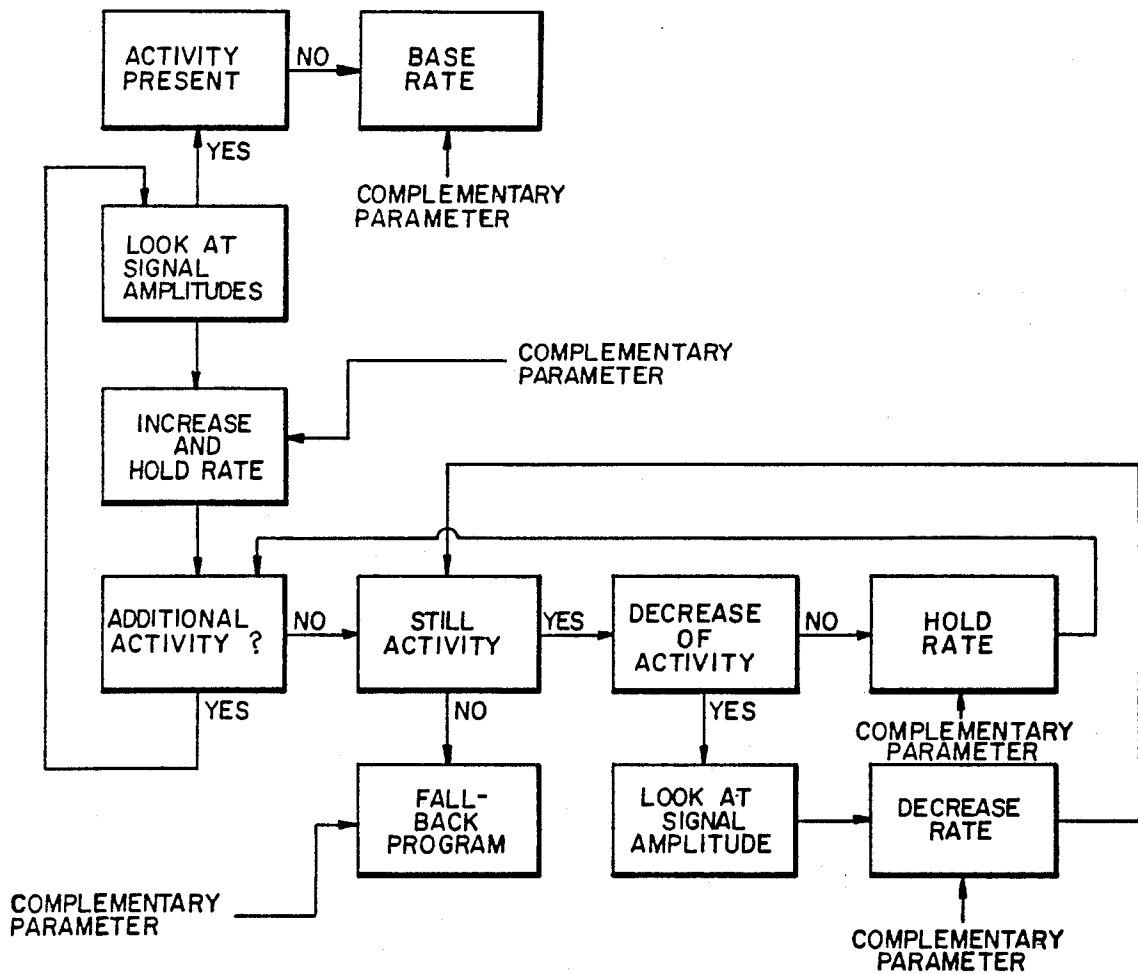 ACTIVITY
PRESENT
NO
BASE
RATE
YES
COMPLEMENTARY
PARAMETER
LOOK AT
SIGNAL
AMPLITUDES
COMPLEMENTARY
PARAMETER
INCREASE
AND
HOLD RATE
ADDITIONAL
ACTIVITY ?
NO
STILL
ACTIVITY
YES
DECREASE
OF
ACTIVITY
NO
HOLD
RATE
YES
NO
YES
COMPLEMENTARY
PARAMETER
FALL-
BACK
PROGRAM
LOOK AT
SIGNAL
AMPLITUDE
DECREASE
RATE
COMPLEMENTARY
PARAMETER
COMPLEMENTARY
PARAMETER